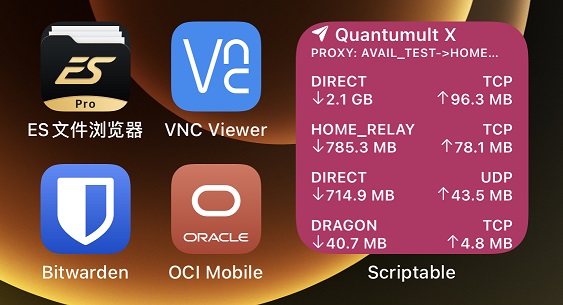 ES
Pro
ES文件浏览器
VNC
VNC Viewer
Bitwarden
ORACLE
OCI Mobile
Quantumult X
PROXY: AVAIL_TEST->HOME...
DIRECT TCP
↓2.1 GB ↑96.3 MB
HOME_RELAY TCP
↓785.3 MB ↑78.1 MB
DIRECT UDP
↓714.9 MB ↑43.5 MB
DRAGON TCP
↓40.7 MB ↑4.8 MB
Scriptable